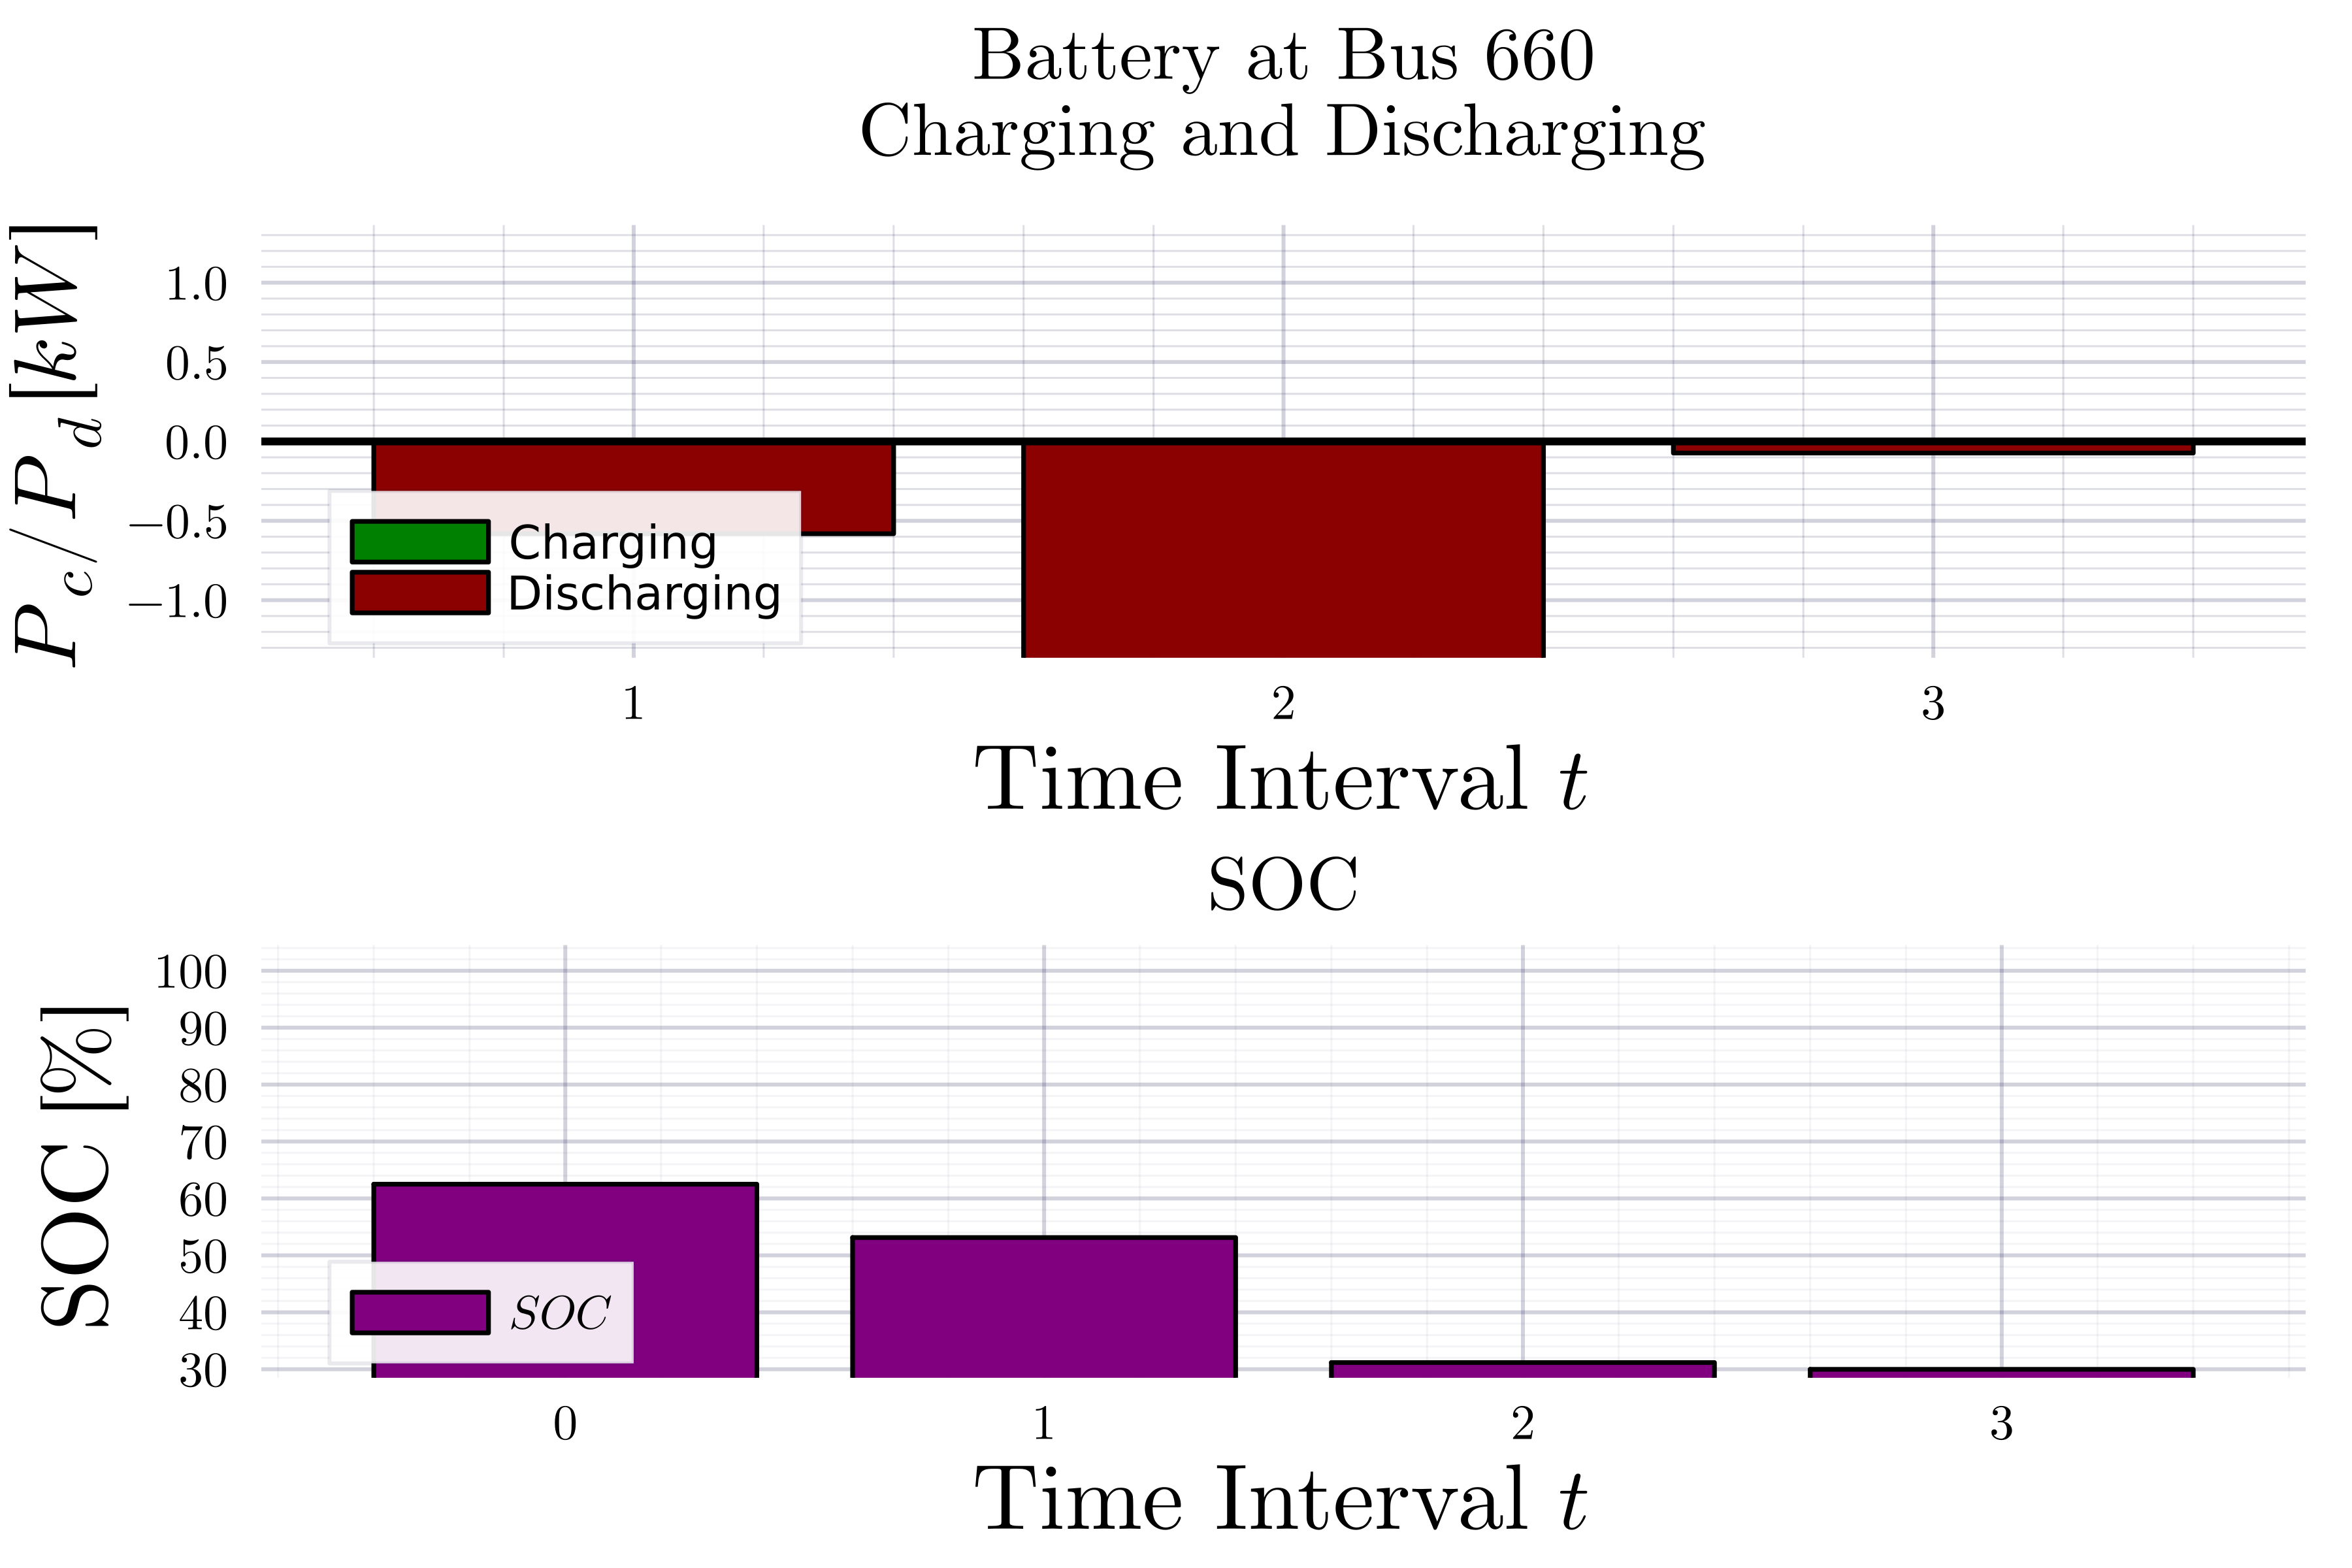 Battery at Bus 660
Charging and Discharging
P_c/P_d [kW]
1.0
0.5
0.0
−0.5
−1.0
Charging
Discharging
1 2 3
Time Interval t
SOC
SOC [%]
100
90
80
70
60
50
40
30
SOC
0 1 2 3
Time Interval t